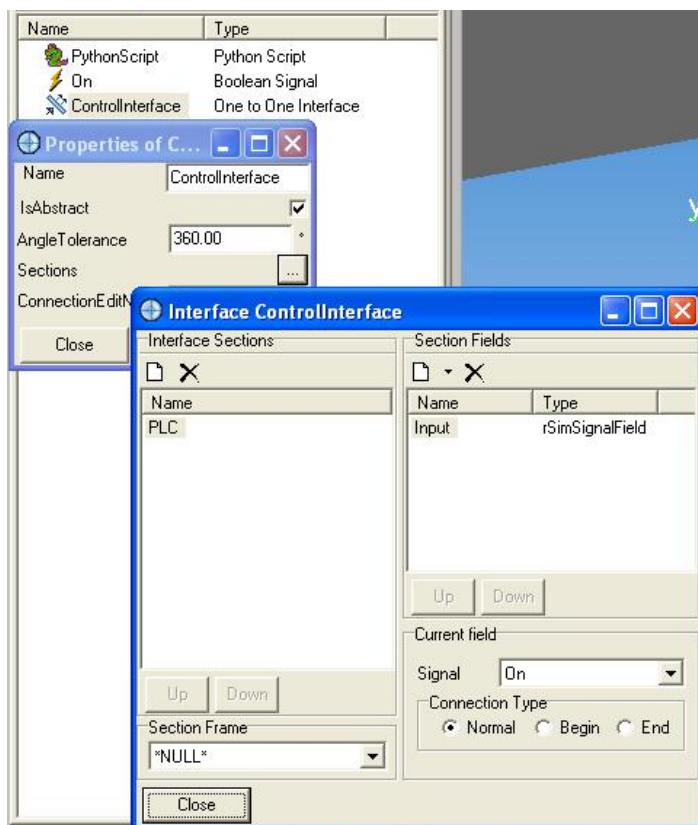 Name Type
PythonScript Python Script
On Boolean Signal
ControlInterface One to One Interface
Properties of C...
Name ControlInterface
IsAbstract
AngleTolerance 360.00 °
Sections ...
ConnectionEditN
Close
Interface ControlInterface
Interface Sections
Name
PLC
Up Down
Section Frame
*NULL*
Close
Section Fields
Name Type
Input rSimSignalField
Up Down
Current field
Signal On
Connection Type
Normal Begin End
y